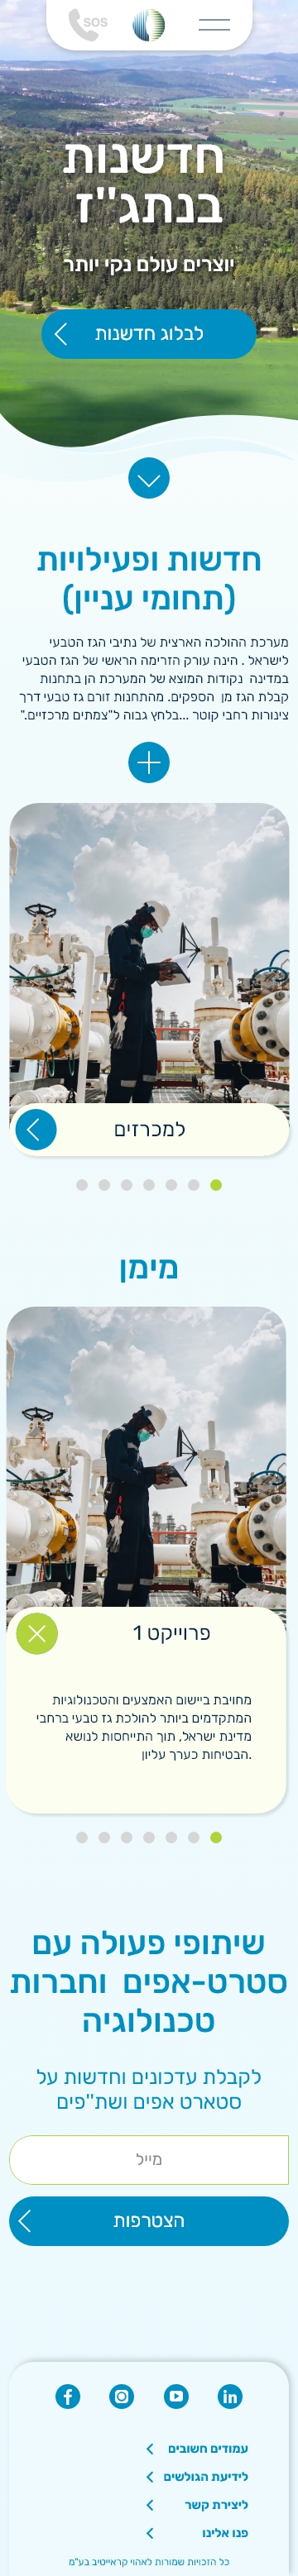 SOS
חדשנות
בנתג"ז
יוצרים עולם נקי יותר
לבלוג חדשנות
חדשות ופעילויות
(תחומי עניין)
מערכת ההולכה הארצית של נתיבי הגז הטבעי
לישראל . הינה עורק הזרימה הראשי של הגז הטבעי
במדינה  נקודות המוצא של המערכת הן בתחנות
קבלת הגז מן  הספקים. מהתחנות זורם גז טבעי דרך
צינורות רחבי קוטר ...בלחץ גבוה ל"צמתים מרכזיים."
למכרזים
מימן
פרוייקט 1
מחויבת ביישום האמצעים והטכנולוגיות
המתקדמים ביותר להולכת גז טבעי ברחבי
מדינת ישראל, תוך התייחסות לנושא
הבטיחות כערך עליון.
שיתופי פעולה עם
סטרט-אפים  וחברות
טכנולוגיה
לקבלת עדכונים וחדשות על
סטארט אפים ושת"פים
מייל
הצטרפות
עמודים חשובים
לידיעת הגולשים
ליצירת קשר
פנו אלינו
כל הזכויות שמורות לאהוי קראייטיב בע"מ